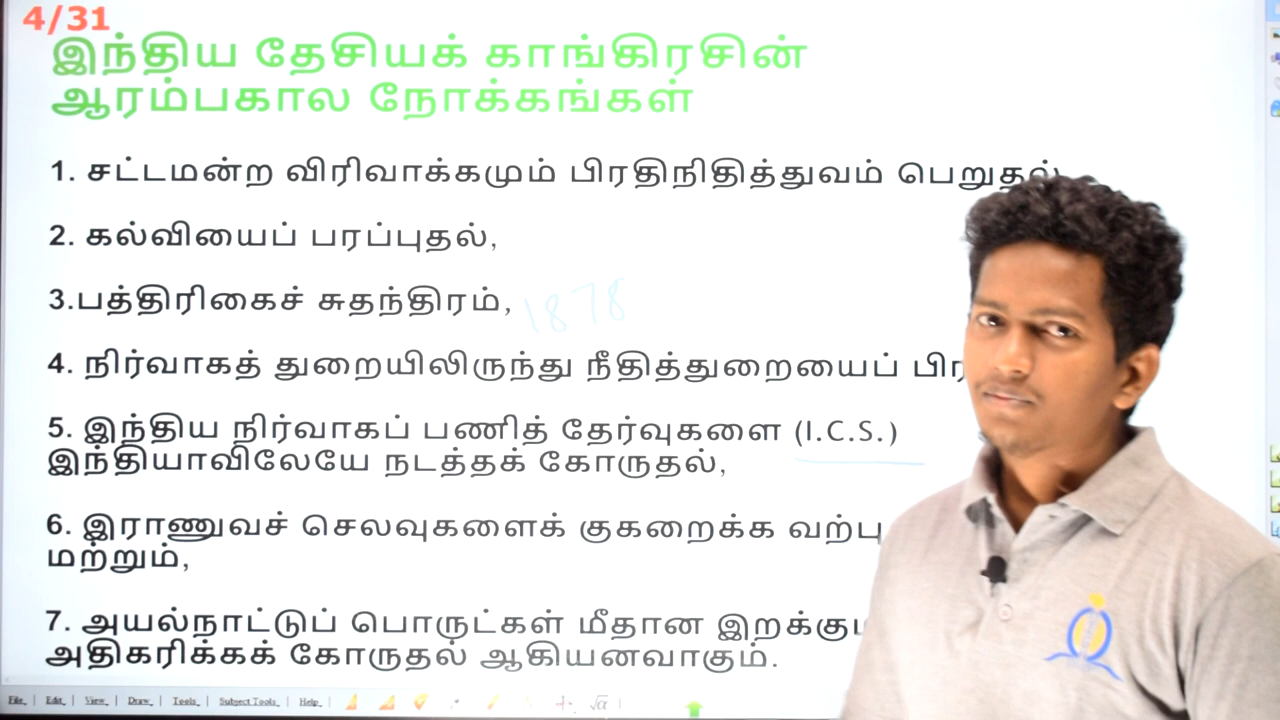 4/31
இந்திய தேசியக் காங்கிரசின்
ஆரம்பகால நோக்கங்கள்
1. சட்டமன்ற விரிவாக்கமும் பிரதிநிதித்துவம் பெறுதல்
2. கல்வியைப் பரப்புதல்,
3.பத்திரிகைச் சுதந்திரம், 1878
4. நிர்வாகத் துறையிலிருந்து நீதித்துறையைப்
5. இந்திய நிர்வாகப் பணித் தேர்வுகளை (I.C.S.)
இந்தியாவிலேயே நடத்தக் கோருதல்,
6. இராணுவச் செலவுகளைக் குகறைக்க
மற்றும்,
7. அயல்நாட்டுப் பொருட்கள் மீதான
அதிகரிக்கக் கோருதல் ஆகியனவாகும்.
File Edit View Draw Tools Subject Tools Help